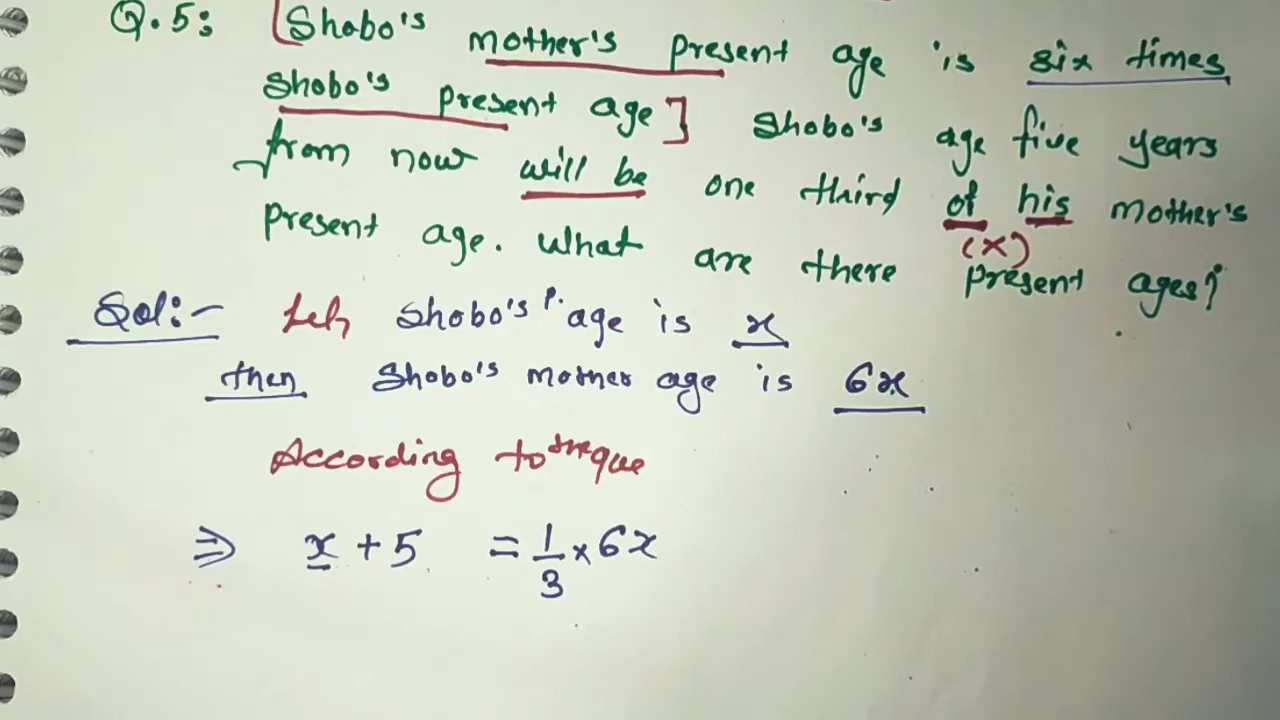 Q.5: [Shobo's mother's present age is six times
shobo's present age] Shobo's age five years
from now will be one third of his mother's
(×)
present age. What are there present ages?
Sol:- Let, Shobo's P. age is x
then Shobo's mother age is 6x
According to the que
⇒ x + 5 = 1/3 × 6x